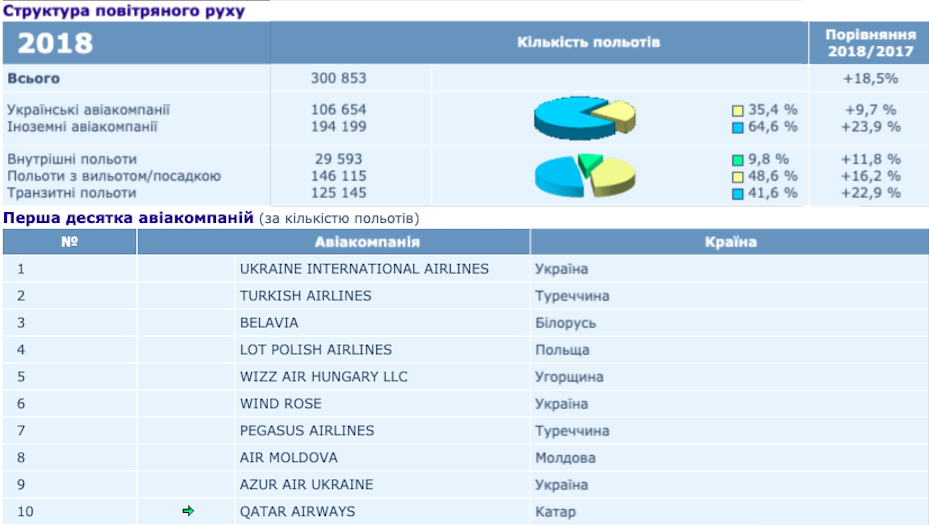 Структура повітряного руху
2018 Кількість польотів Порівняння 2018/2017
Всього 300 853 +18,5%
Українські авіакомпанії 106 654 35,4 % +9,7 %
Іноземні авіакомпанії 194 199 64,6 % +23,9 %
Внутрішні польоти 29 593 9,8 % +11,8 %
Польоти з вильотом/посадкою 146 115 48,6 % +16,2 %
Транзитні польоти 125 145 41,6 % +22,9 %
Перша десятка авіакомпаній (за кількістю польотів)
№ Авіакомпанія Країна
1 UKRAINE INTERNATIONAL AIRLINES Україна
2 TURKISH AIRLINES Туреччина
3 BELAVIA Білорусь
4 LOT POLISH AIRLINES Польща
5 WIZZ AIR HUNGARY LLC Угорщина
6 WIND ROSE Україна
7 PEGASUS AIRLINES Туреччина
8 AIR MOLDOVA Молдова
9 AZUR AIR UKRAINE Україна
10 QATAR AIRWAYS Катар